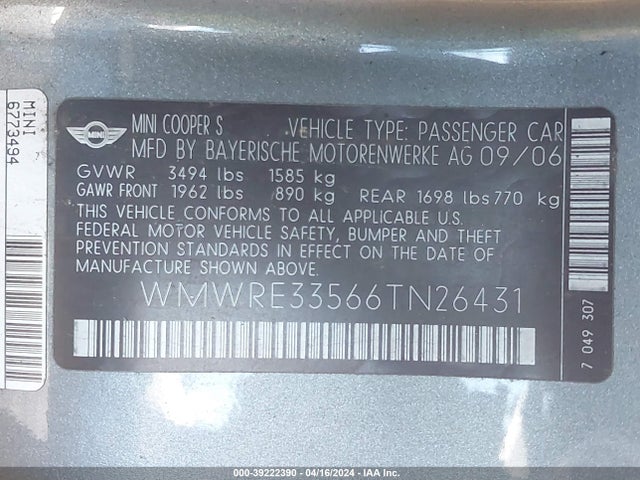 MINI
6773494
MINI
MINI COOPER S VEHICLE TYPE: PASSENGER CAR
MFD BY BAYERISCHE MOTORENWERKE AG 09/06
GVWR 3494 lbs 1585 kg
GAWR FRONT 1962 lbs 890 kg REAR 1698 lbs 770 kg
THIS VEHICLE CONFORMS TO ALL APPLICABLE U.S.
FEDERAL MOTOR VEHICLE SAFETY, BUMPER AND THEFT
PREVENTION STANDARDS IN EFFECT ON THE DATE OF
MANUFACTURE SHOWN ABOVE.
WMWRE33566TN26431
7 049 307
000-39222390 - 04/16/2024 - IAA Inc.